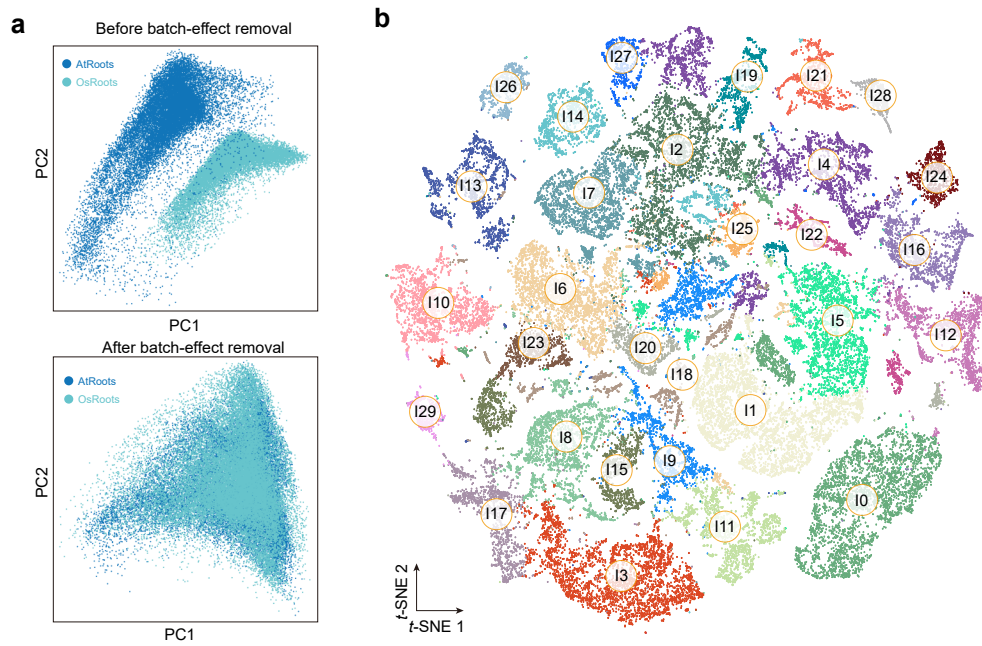 a
Before batch-effect removal
AtRoots
OsRoots
PC2
PC1
After batch-effect removal
AtRoots
OsRoots
PC2
PC1
b
I27
I19
I21
I26
I28
I14
I2
I4
I24
I13
I7
I25
I22
I16
I6
I10
I5
I12
I23
I20
I18
I29
I1
I8
I15
I9
I0
I17
I11
I3
t-SNE 2
t-SNE 1